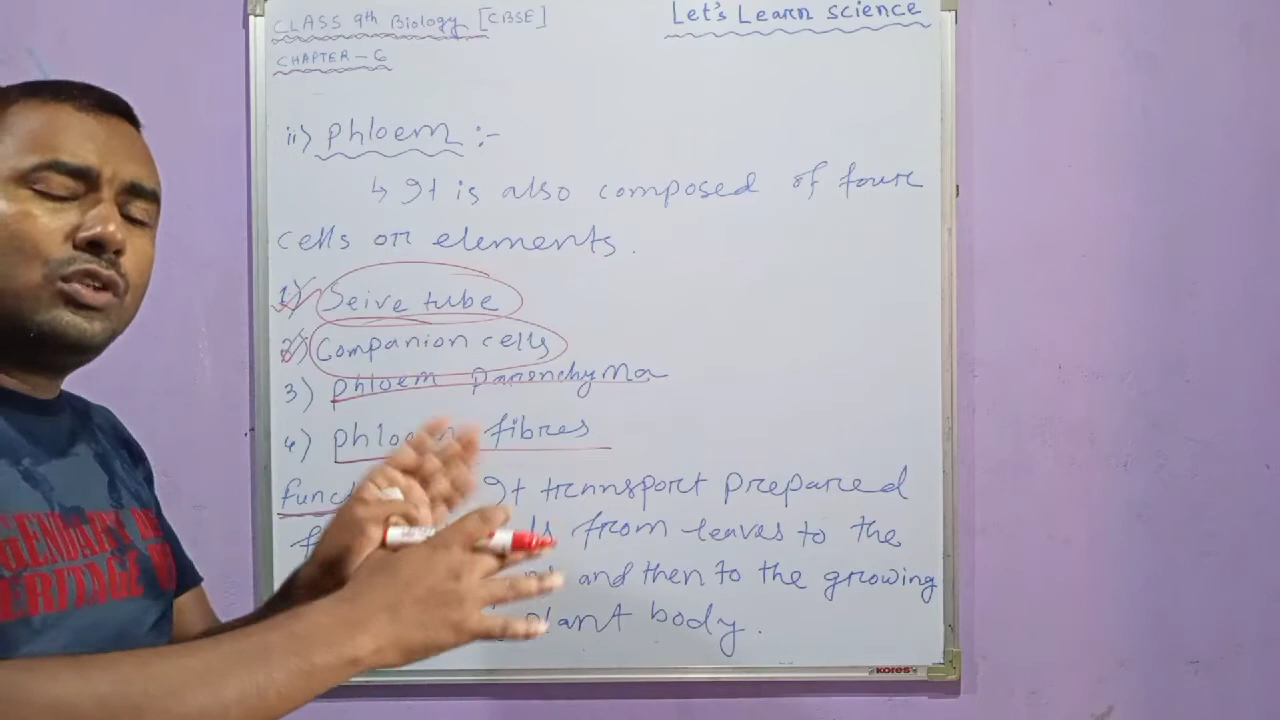 CLASS 9th Biology [CBSE]
Let's Learn science
CHAPTER - 6
ii) Phloem :-
↳ It is also composed of four
cells or elements.
1) Seive tube
2) Companion cells
3) phloem parenchyma
4) phloem fibres
It transport prepared
from leaves to the
and then to the growing
plant body.
KORES